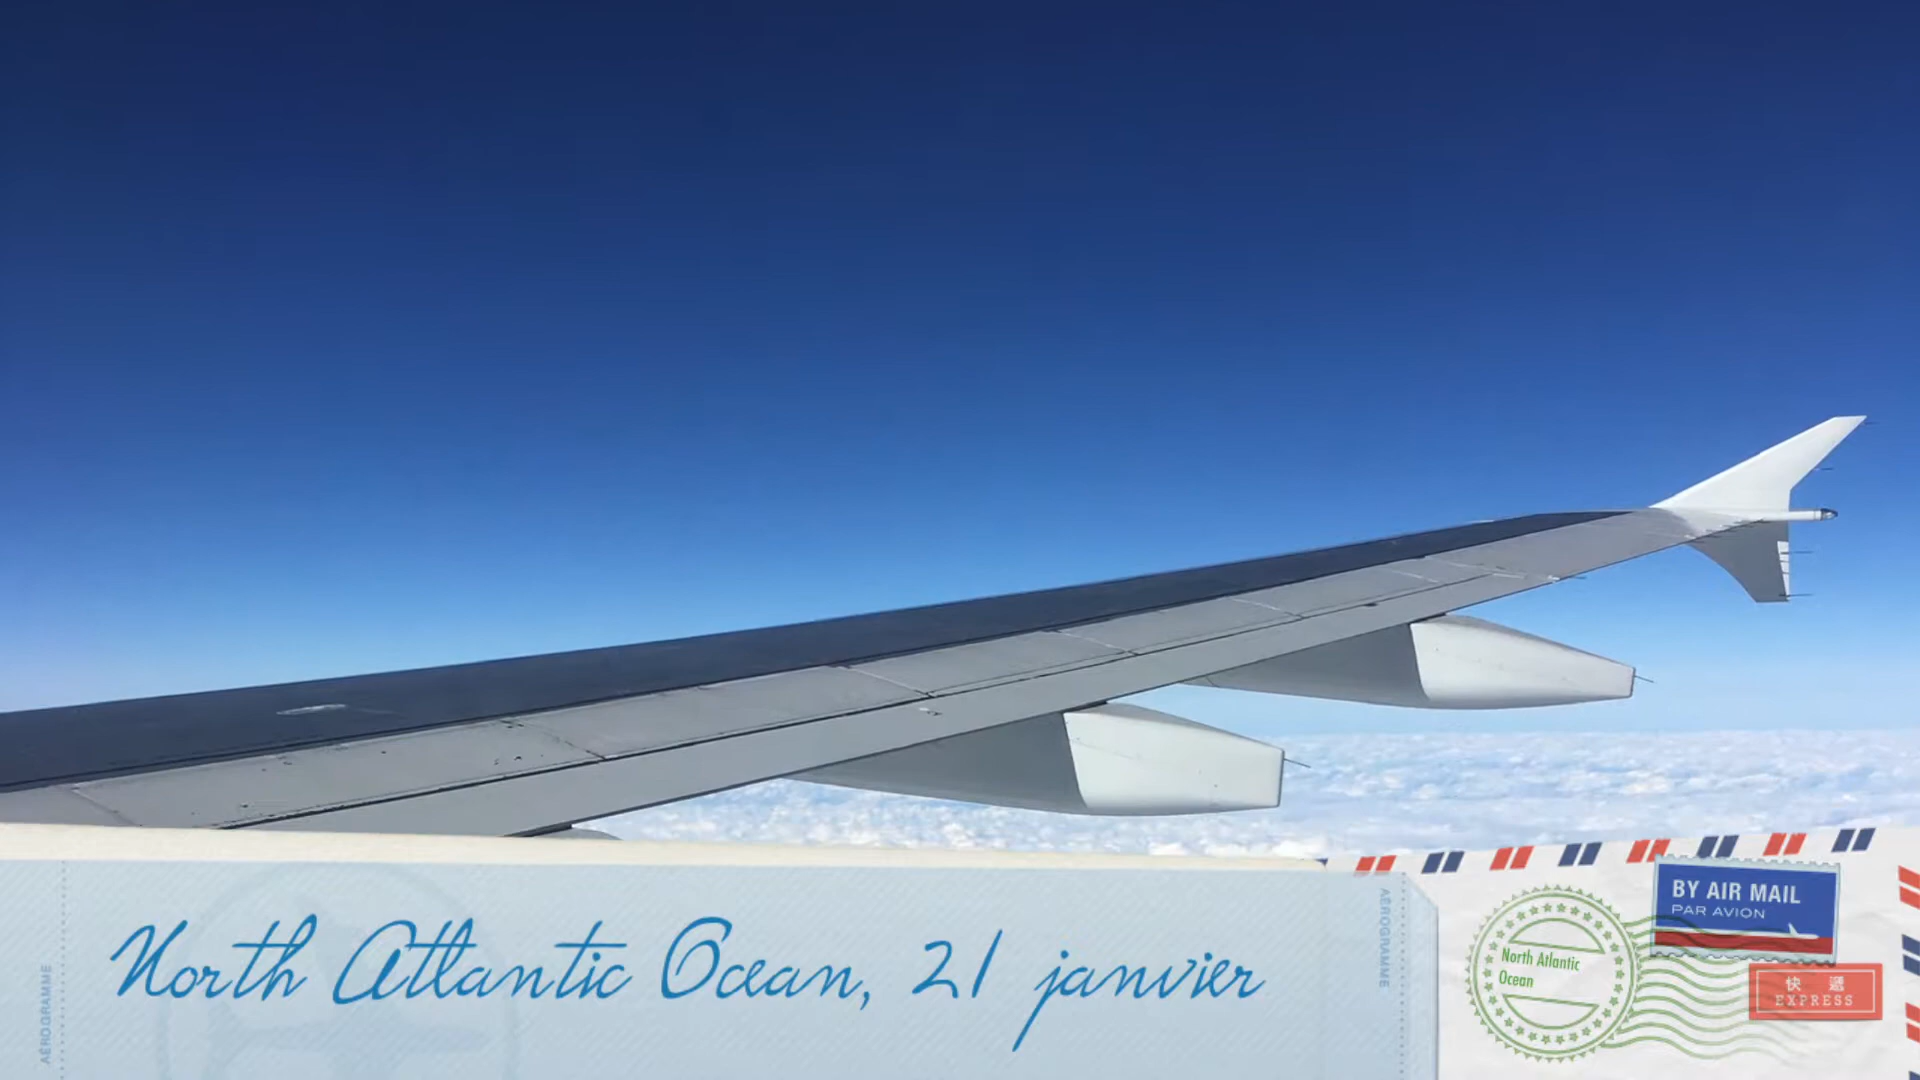 North Atlantic Ocean, 21 janvier
AÉROGRAMME
AÉROGRAMME
North Atlantic
Ocean
BY AIR MAIL
PAR AVION
快 遞
EXPRESS